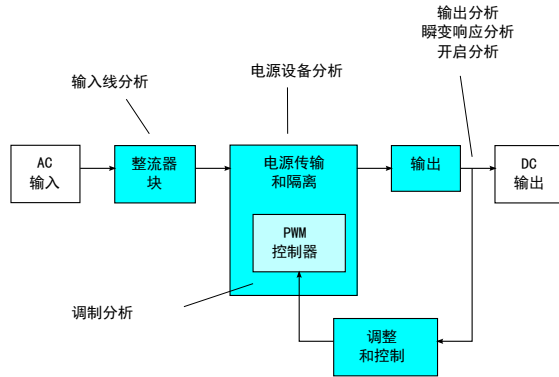 输出分析
瞬变响应分析
开启分析
电源设备分析
输入线分析
AC
输入
整流器
块
电源传输
和隔离
输出
DC
输出
PWM
控制器
调制分析
调整
和控制